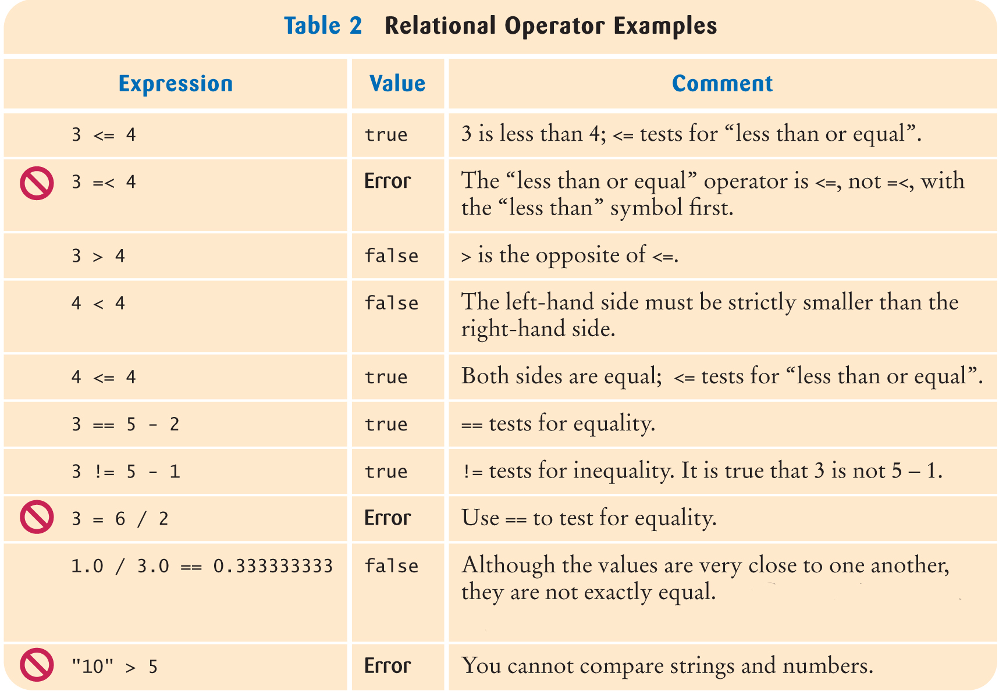 Table 2 Relational Operator Examples
Expression Value Comment
3 <= 4 true 3 is less than 4; <= tests for “less than or equal”.
3 =< 4 Error The “less than or equal” operator is <=, not =<, with
the “less than” symbol first.
3 > 4 false > is the opposite of <=.
4 < 4 false The left-hand side must be strictly smaller than the
right-hand side.
4 <= 4 true Both sides are equal; <= tests for “less than or equal”.
3 == 5 - 2 true == tests for equality.
3 != 5 - 1 true != tests for inequality. It is true that 3 is not 5 – 1.
3 = 6 / 2 Error Use == to test for equality.
1.0 / 3.0 == 0.333333333 false Although the values are very close to one another,
they are not exactly equal.
"10" > 5 Error You cannot compare strings and numbers.